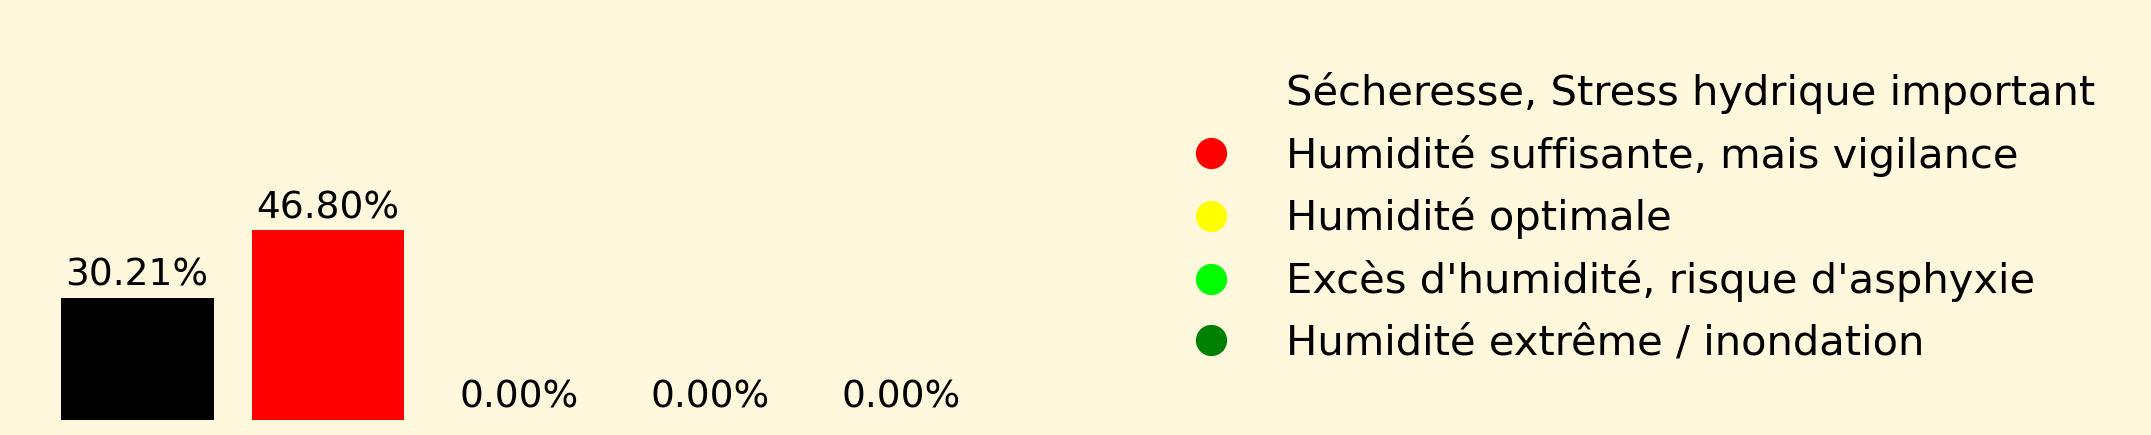 30.21%
46.80%
0.00%
0.00%
0.00%
Sécheresse, Stress hydrique important
Humidité suffisante, mais vigilance
Humidité optimale
Excès d'humidité, risque d'asphyxie
Humidité extrême / inondation